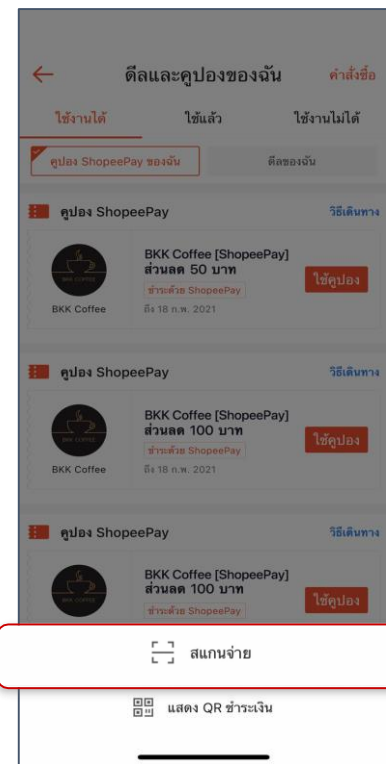 ดีลและคูปองของฉัน คำสั่งซื้อ
ใช้งานได้ ใช้แล้ว ใช้งานไม่ได้
คูปอง ShopeePay ของฉัน ดีลของฉัน
คูปอง ShopeePay วิธีเดินทาง
BKK Coffee [ShopeePay]
ส่วนลด 50 บาท
ชำระด้วย ShopeePay
ใช้คูปอง
BKK COFFEE
BKK Coffee ถึง 18 ก.พ. 2021
คูปอง ShopeePay วิธีเดินทาง
BKK Coffee [ShopeePay]
ส่วนลด 100 บาท
ชำระด้วย ShopeePay
ใช้คูปอง
BKK COFFEE
BKK Coffee ถึง 18 ก.พ. 2021
คูปอง ShopeePay วิธีเดินทาง
BKK Coffee [ShopeePay]
ส่วนลด 100 บาท
ชำระด้วย ShopeePay
ใช้คูปอง
BKK COFFEE
สแกนจ่าย
แสดง QR ชำระเงิน